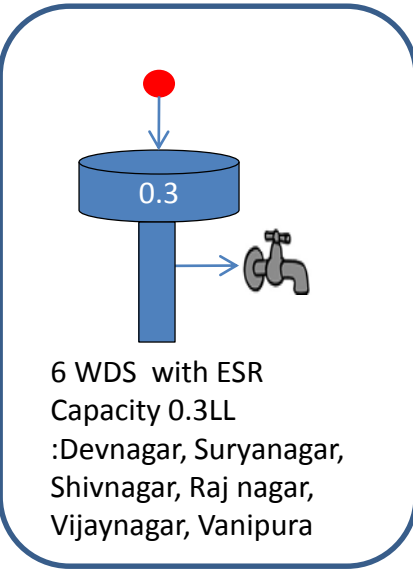 0.3
6 WDS with ESR
Capacity 0.3LL
:Devnagar, Suryanagar,
Shivnagar, Raj nagar,
Vijaynagar, Vanipura